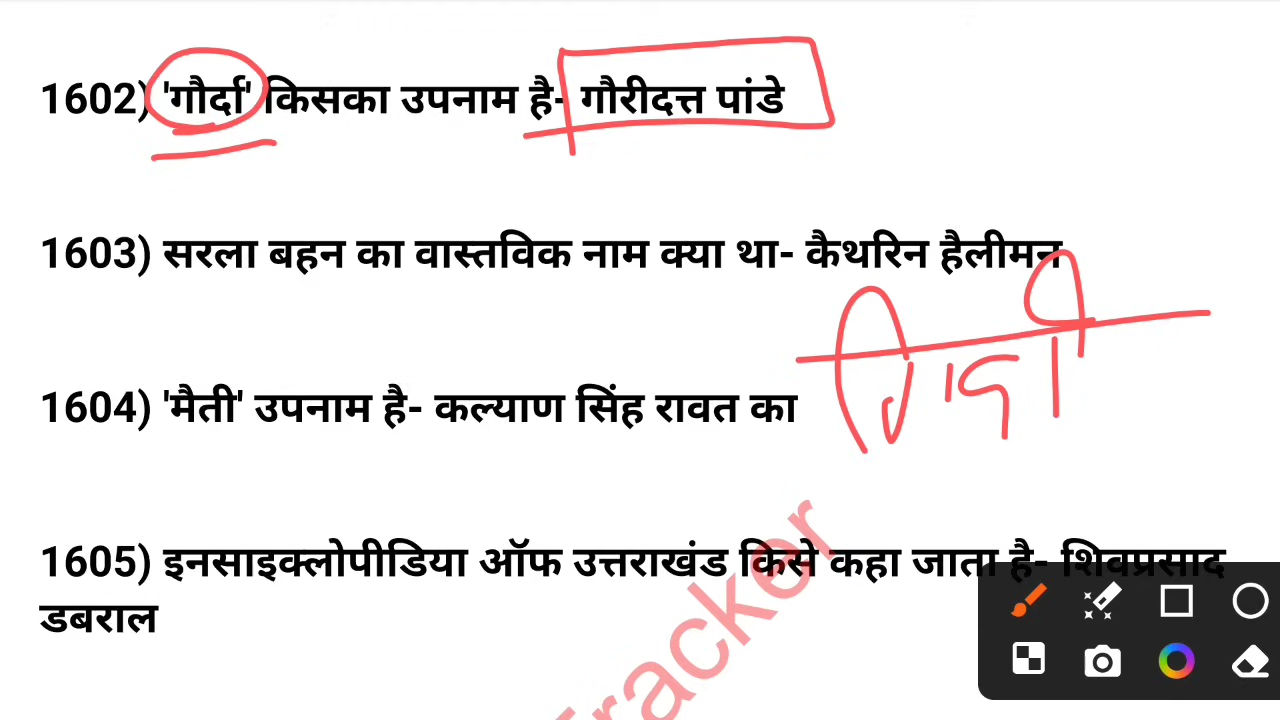 1602) 'गौर्दा' किसका उपनाम है- गौरीदत्त पांडे
1603) सरला बहन का वास्तविक नाम क्या था- कैथरिन हैलीमन
1604) 'मैती' उपनाम है- कल्याण सिंह रावत का
1605) इनसाइक्लोपीडिया ऑफ उत्तराखंड किसे कहा जाता है- शिवप्रसाद
डबराल
Tracker